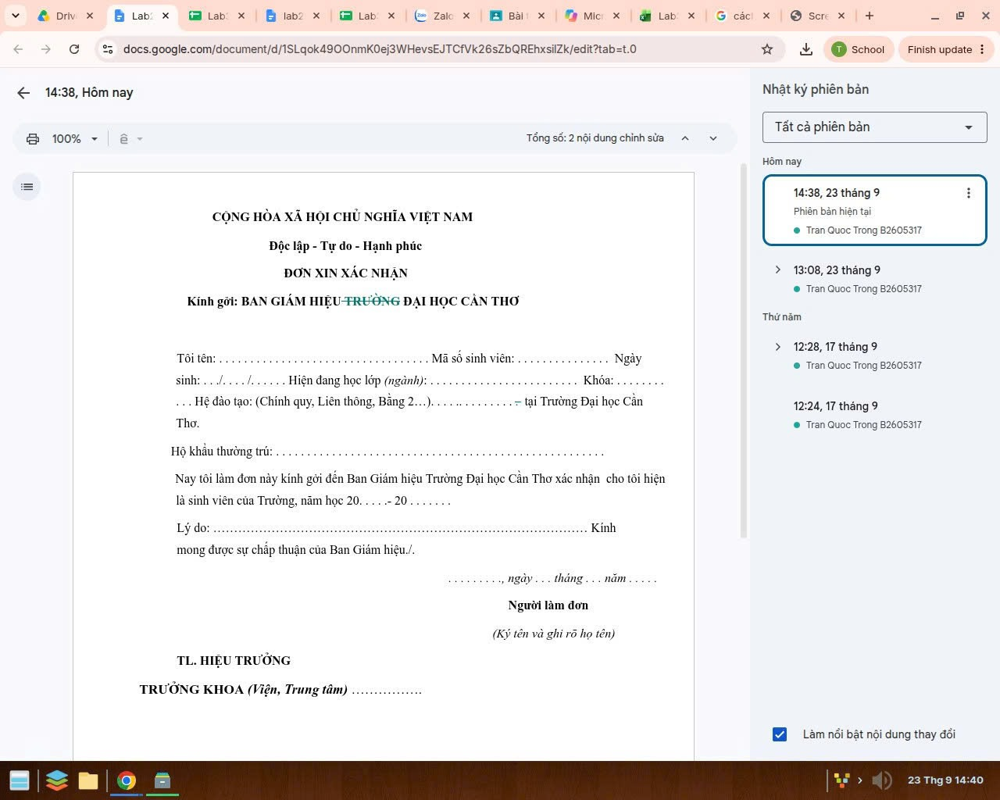 Driv
Lab2
Lab
lab2
Lab
Zalo
Bài
Micr
Lab
các
Scre
docs.google.com/document/d/1SLqok49OOnmK0ej3WHevsEJTCfVk26sZbQREhxsilZk/edit?tab=t.0
T School
Finish update
14:38, Hôm nay
100%
ê
Tổng số: 2 nội dung chỉnh sửa
CỘNG HÒA XÃ HỘI CHỦ NGHĨA VIỆT NAM
Độc lập - Tự do - Hạnh phúc
ĐƠN XIN XÁC NHẬN
Kính gởi: BAN GIÁM HIỆU TRƯỜNG ĐẠI HỌC CẦN THƠ
Tôi tên: . . . . . . . . . . . . . . . . . . . . . . . . . . . . . . . . . . Mã số sinh viên: . . . . . . . . . . . . . . . Ngày
sinh: . . ./. . . . /. . . . . . Hiện đang học lớp (ngành): . . . . . . . . . . . . . . . . . . . . . . . . Khóa: . . . . . . . .
. . . Hệ đào tạo: (Chính quy, Liên thông, Bằng 2…). . . . .. . . . . . . . . . tại Trường Đại học Cần
Thơ.
Hộ khẩu thường trú: . . . . . . . . . . . . . . . . . . . . . . . . . . . . . . . . . . . . . . . . . . . . . . . . . . . . .
Nay tôi làm đơn này kính gởi đến Ban Giám hiệu Trường Đại học Cần Thơ xác nhận cho tôi hiện
là sinh viên của Trường, năm học 20. . . . .- 20 . . . . . . .
Lý do: ……………………………………………………………………………… Kính
mong được sự chấp thuận của Ban Giám hiệu./.
. . . . . . . . ., ngày . . . tháng . . . năm . . . . .
Người làm đơn
(Ký tên và ghi rõ họ tên)
TL. HIỆU TRƯỞNG
TRƯỞNG KHOA (Viện, Trung tâm) …………….
Nhật ký phiên bản
Tất cả phiên bản
Hôm nay
14:38, 23 tháng 9
Phiên bản hiện tại
Tran Quoc Trong B2605317
13:08, 23 tháng 9
Tran Quoc Trong B2605317
Thứ năm
12:28, 17 tháng 9
Tran Quoc Trong B2605317
12:24, 17 tháng 9
Tran Quoc Trong B2605317
Làm nổi bật nội dung thay đổi
23 Thg 9 14:40